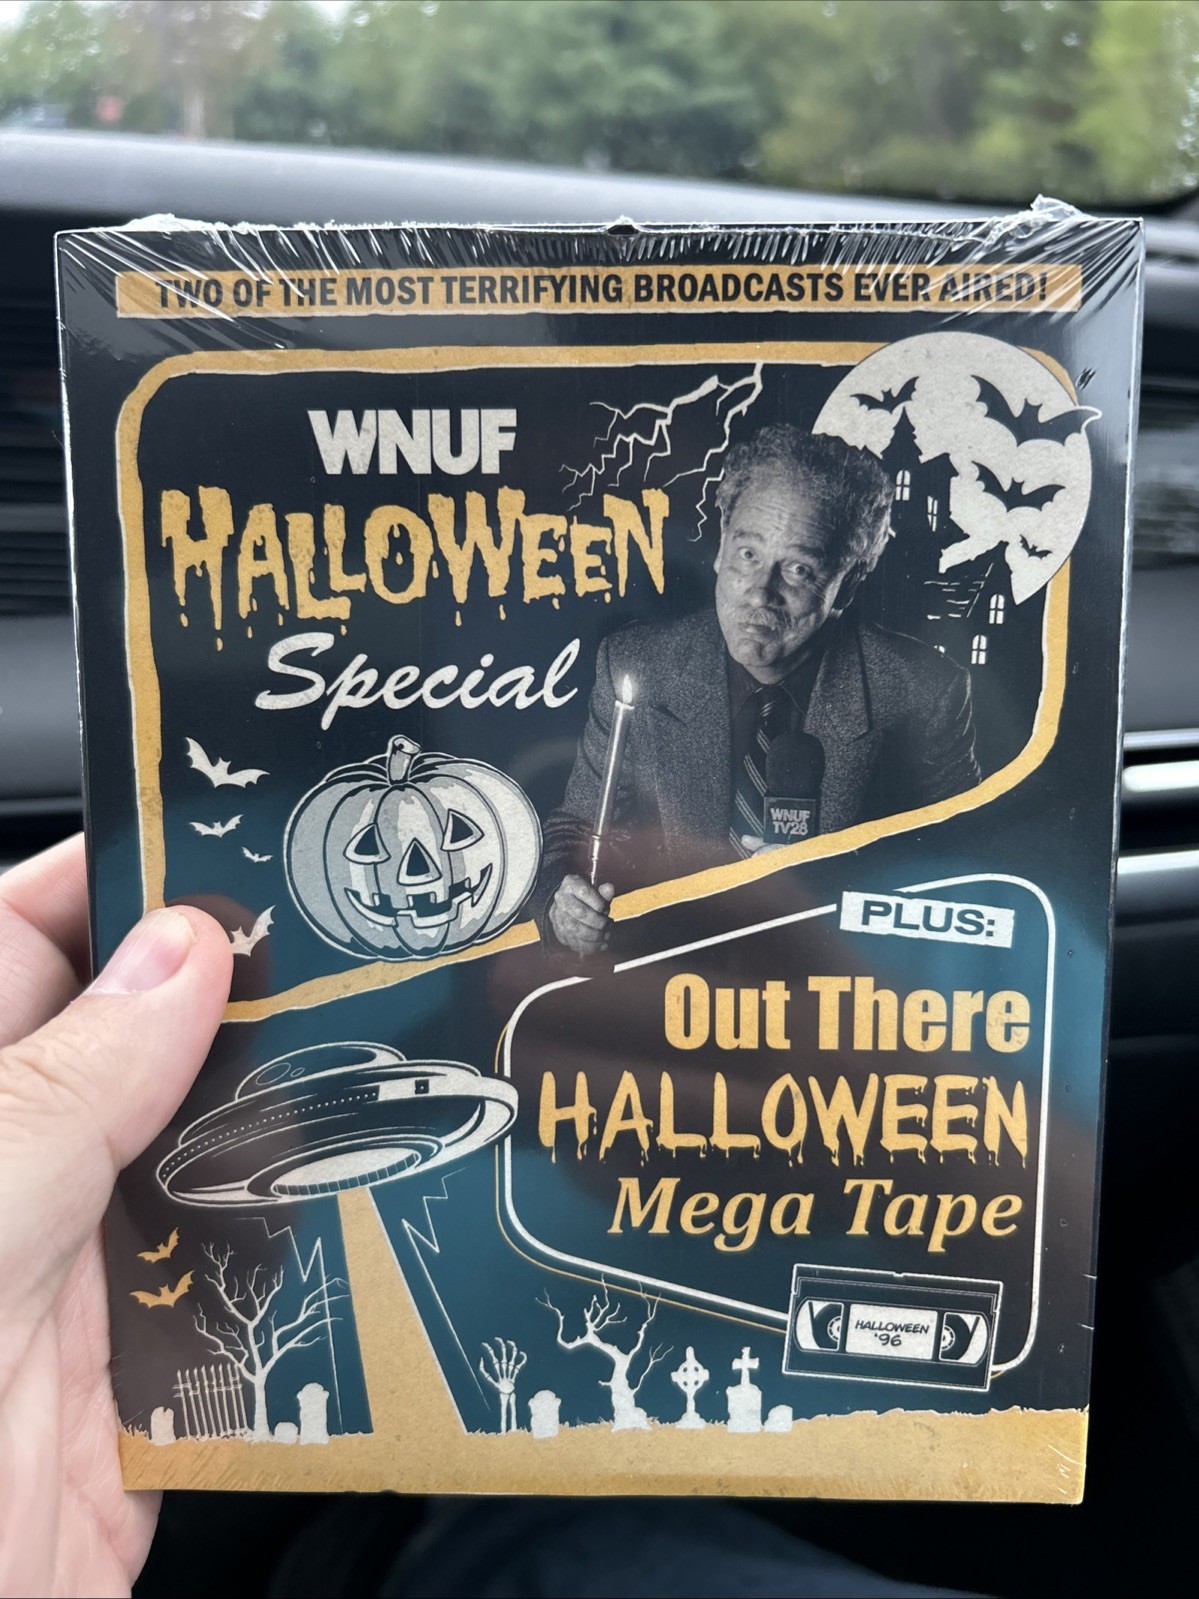 TWO OF THE MOST TERRIFYING BROADCASTS EVER AIRED!
WNUF
HALLOWEEN
Special
WNUF
TV28
PLUS:
Out There
HALLOWEEN
Mega Tape
HALLOWEEN
'96